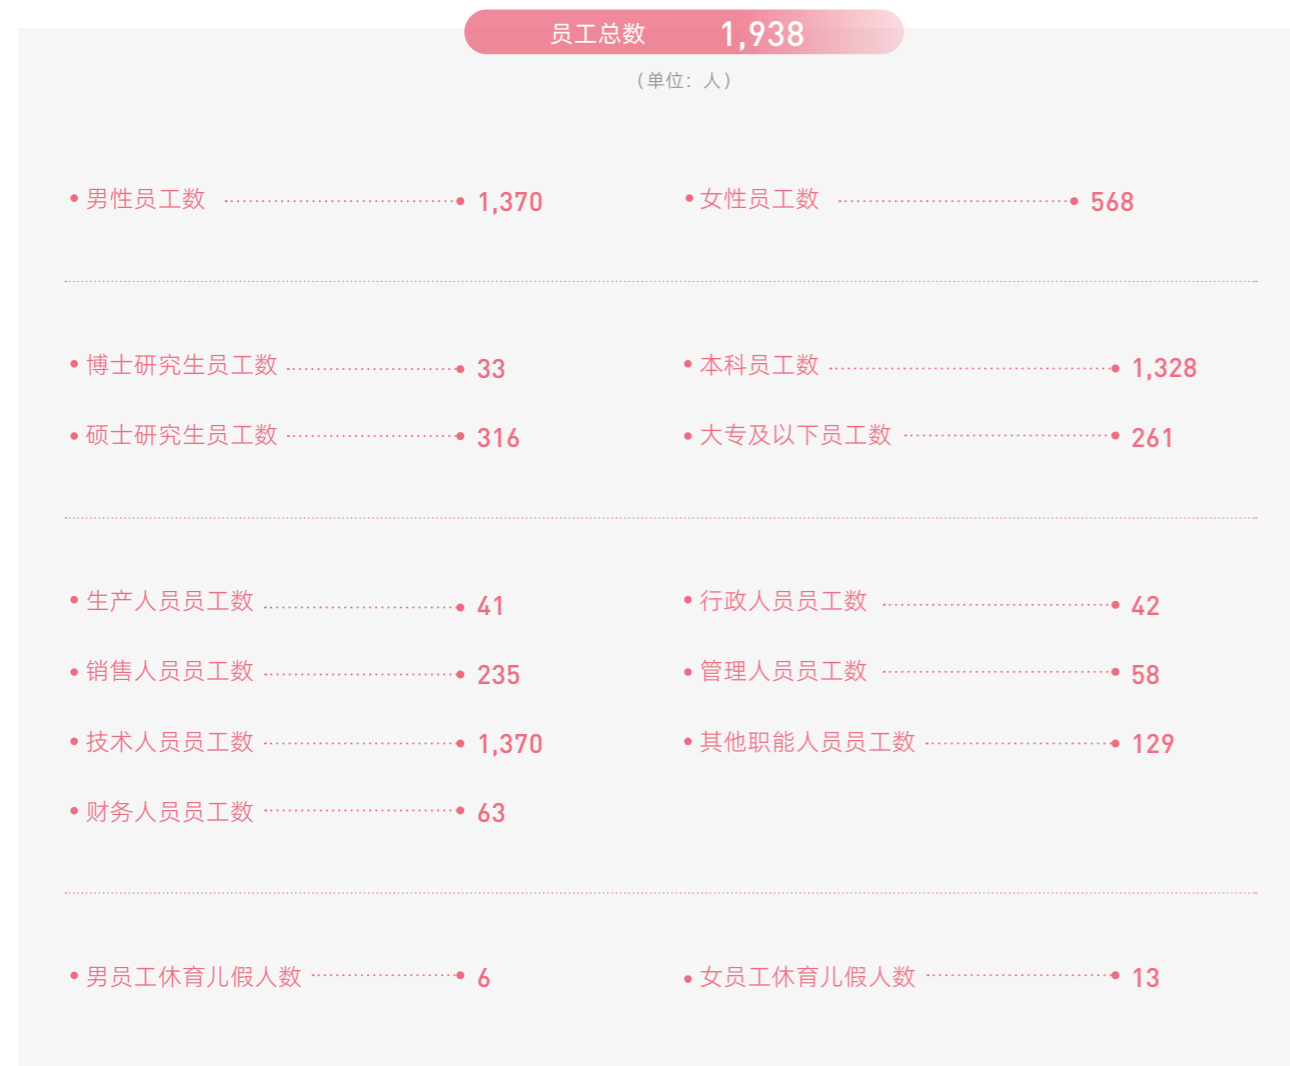 员工总数 1,938
（单位：人）
男性员工数 1,370
女性员工数 568
博士研究生员工数 33
本科员工数 1,328
硕士研究生员工数 316
大专及以下员工数 261
生产人员员工数 41
行政人员员工数 42
销售人员员工数 235
管理人员员工数 58
技术人员员工数 1,370
其他职能人员员工数 129
财务人员员工数 63
男员工休育儿假人数 6
女员工休育儿假人数 13